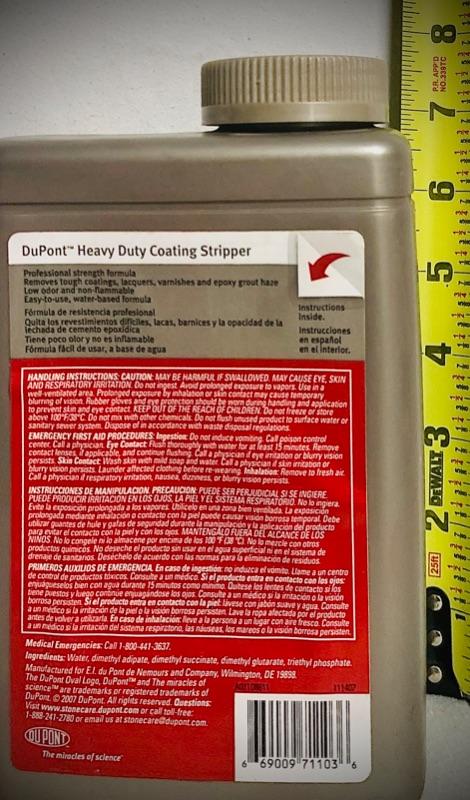 DuPont™ Heavy Duty Coating Stripper
Professional strength formula
Removes tough coatings, lacquers, varnishes and epoxy grout haze
Low odor and non-flammable
Easy-to-use, water-based formula
Fórmula de resistencia profesional
Quita los revestimientos difíciles, lacas, barnices y la opacidad de la
lechada de cemento epoxídica
Tiene poco olor y no es inflamable
Fórmula fácil de usar, a base de agua
Instructions
Inside.
Instrucciones
en español
en el interior.
HANDLING INSTRUCTIONS: CAUTION: MAY BE HARMFUL IF SWALLOWED. MAY CAUSE EYE, SKIN
AND RESPIRATORY IRRITATION. Do not ingest. Avoid prolonged exposure to vapors. Use in a
well-ventilated area. Prolonged exposure by inhalation or skin contact may cause temporary
blurring of vision. Rubber gloves and eye protection should be worn during handling and application
to prevent skin and eye contact. KEEP OUT OF THE REACH OF CHILDREN. Do not freeze or store
above 100°F/38°C. Do not mix with other chemicals. Do not flush unused product to surface water or
sanitary sewer system. Dispose of in accordance with waste disposal regulations.
EMERGENCY FIRST AID PROCEDURES: Ingestion: Do not induce vomiting. Call poison control
center. Call a physician. Eye Contact: Flush thoroughly with water for at least 15 minutes. Remove
contact lenses, if applicable, and continue flushing. Call a physician if eye irritation or blurry vision
persists. Skin Contact: Wash skin with mild soap and water. Call a physician if skin irritation or
blurry vision persists. Launder affected clothing before re-wearing. Inhalation: Remove to fresh air.
Call a physician if respiratory irritation, nausea, dizziness, or blurry vision persists.
INSTRUCCIONES DE MANIPULACIÓN: PRECAUCIÓN: PUEDE SER PERJUDICIAL SI SE INGIERE.
PUEDE PRODUCIR IRRITACIÓN EN LOS OJOS, LA PIEL Y EL SISTEMA RESPIRATORIO. No lo ingiera.
Evite la exposición prolongada a los vapores. Utilícelo en una zona bien ventilada. La exposición
prolongada mediante inhalación o contacto con la piel puede causar visión borrosa temporal. Debe
utilizar guantes de hule y gafas de seguridad durante la manipulación y la aplicación del producto
para evitar el contacto con la piel y con los ojos. MANTÉNGALO FUERA DEL ALCANCE DE LOS
NIÑOS. No lo congele ni lo almacene por encima de los 100 °F (38 °C). No lo mezcle con otros
productos químicos. No deseche el producto sin usar en el agua superficial ni en el sistema de
drenaje de sanitarios. Deséchelo de acuerdo con las normas para la eliminación de residuos.
PRIMEROS AUXILIOS DE EMERGENCIA. En caso de ingestión: no induzca el vómito. Llame a un centro
de control de productos tóxicos. Consulte a un médico. Si el producto entra en contacto con los ojos:
enjuágueselos bien con agua durante 15 minutos como mínimo. Quítese los lentes de contacto si los
tiene puestos y luego continúe enjuagándose los ojos. Consulte a un médico si la irritación o la visión
borrosa persisten. Si el producto entra en contacto con la piel: lávese con jabón suave y agua. Consulte
a un médico si la irritación de la piel o la visión borrosa persisten. Lave la ropa afectada por el producto
antes de volver a utilizarla. En caso de inhalación: lleve a la persona a un lugar con aire fresco. Consulte
a un médico si la irritación del sistema respiratorio, las náuseas, los mareos o la visión borrosa persisten.
Medical Emergencies: Call 1-800-441-3637.
Ingredients: Water, dimethyl adipate, dimethyl succinate, dimethyl glutarate, triethyl phosphate.
Manufactured for E.I. du Pont de Nemours and Company, Wilmington, DE 19898.
The DuPont Oval Logo, DuPont™ and The miracles of
science™ are trademarks or registered trademarks of
DuPont. © 2007 DuPont. All rights reserved. Questions:
Visit www.stonecare.dupont.com or call toll-free:
1-888-241-2780 or email us at stonecare@dupont.com.
111407
DUPONT
The miracles of science™
6 69009 71103 6
8
P.R. APP'D
NO.339TC
7
6
5
4
3
DEWALT
2
25ft